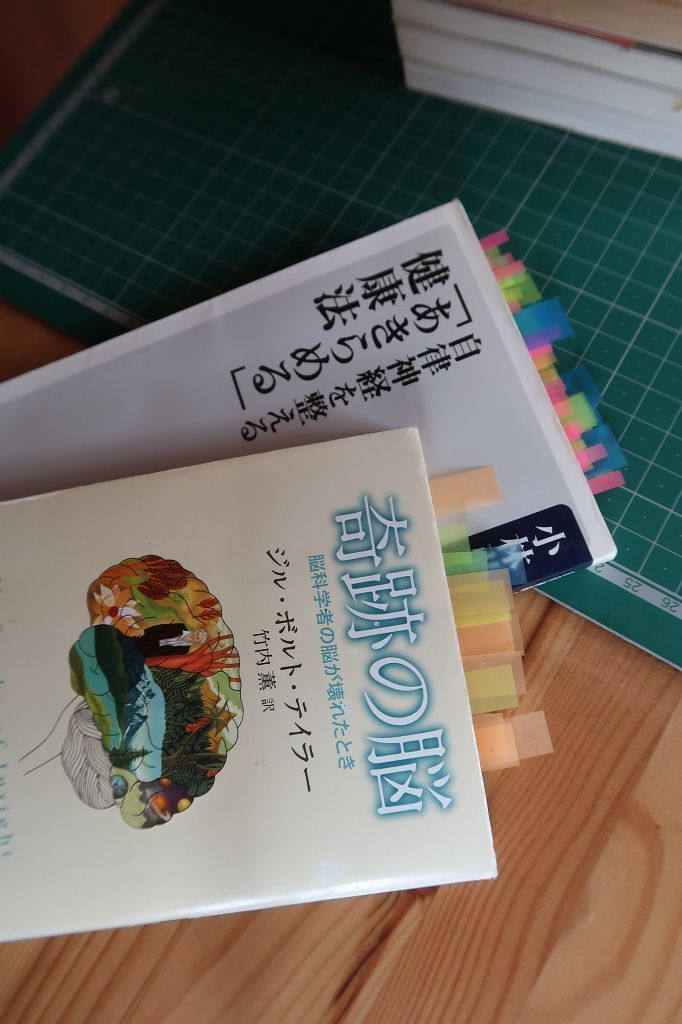 自律神経を整える
「あきらめる」
健康法
小林
奇跡の脳
脳科学者の脳が壊れたとき
ジル・ボルト・テイラー
竹内薫 訳
25
26